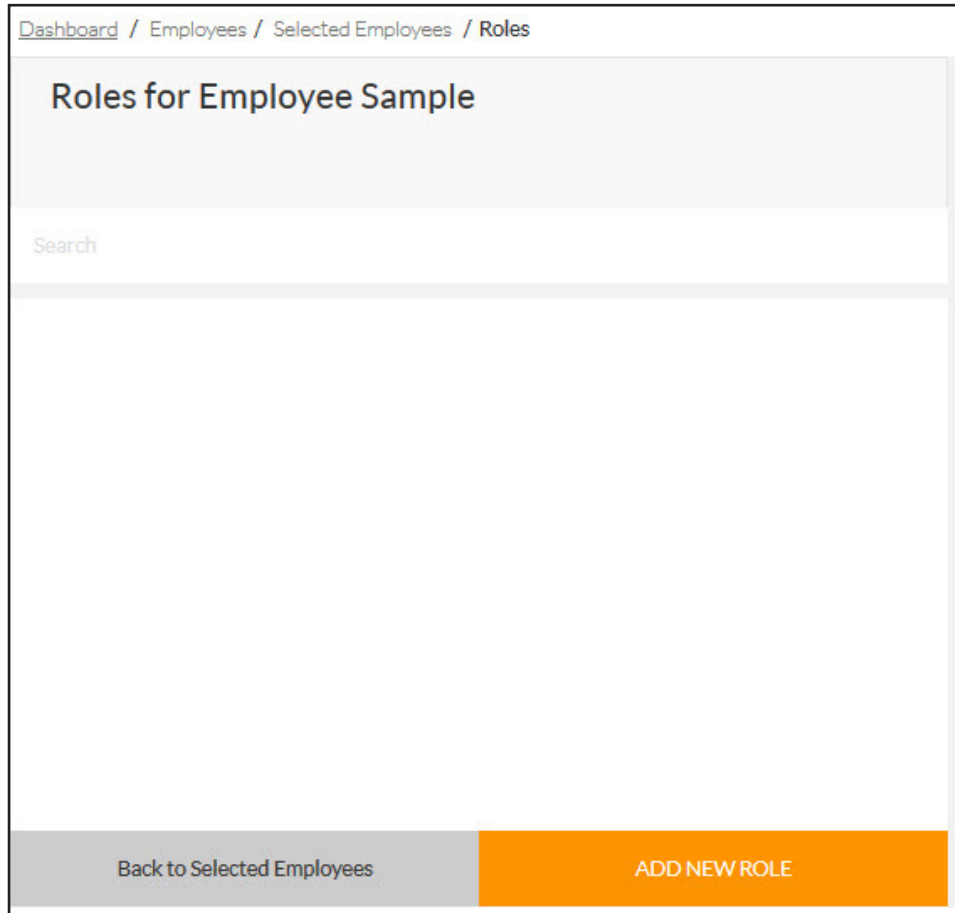 Dashboard / Employees / Selected Employees / Roles
Roles for Employee Sample
Search
Back to Selected Employees ADD NEW ROLE